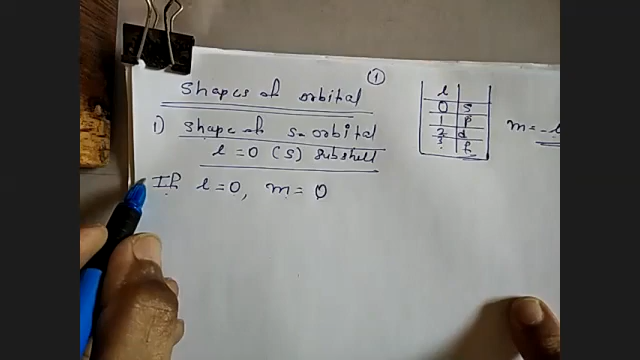 ①
Shapes of orbital
1) Shape of s-orbital
l = 0 (s) subshell
If l = 0, m = 0
l
0 s
1 p
2 d
3 f
m = - l